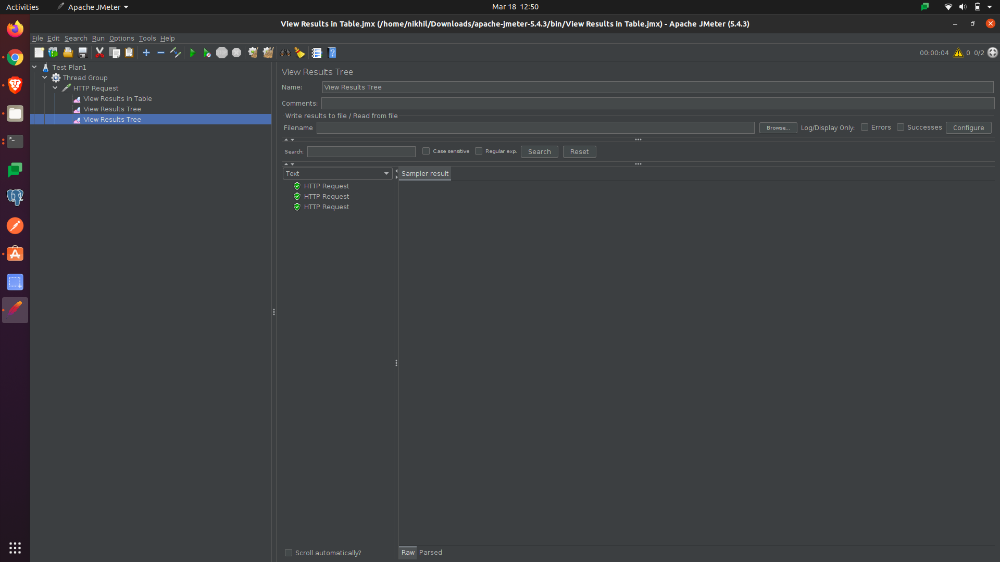 Activities Apache JMeter Mar 18 12:50
View Results in Table.jmx (/home/nikhil/Downloads/apache-jmeter-5.4.3/bin/View Results in Table.jmx) - Apache JMeter (5.4.3)
File Edit Search Run Options Tools Help
STOP 00:00:04 0 0/2
Test Plan1
Thread Group
HTTP Request
View Results in Table
View Results Tree
View Results Tree
View Results Tree
Name: View Results Tree
Comments:
Write results to file / Read from file
Filename Browse... Log/Display Only: Errors Successes Configure
Search: Case sensitive Regular exp. Search Reset
Text Sampler result
HTTP Request
HTTP Request
HTTP Request
Scroll automatically? Raw Parsed